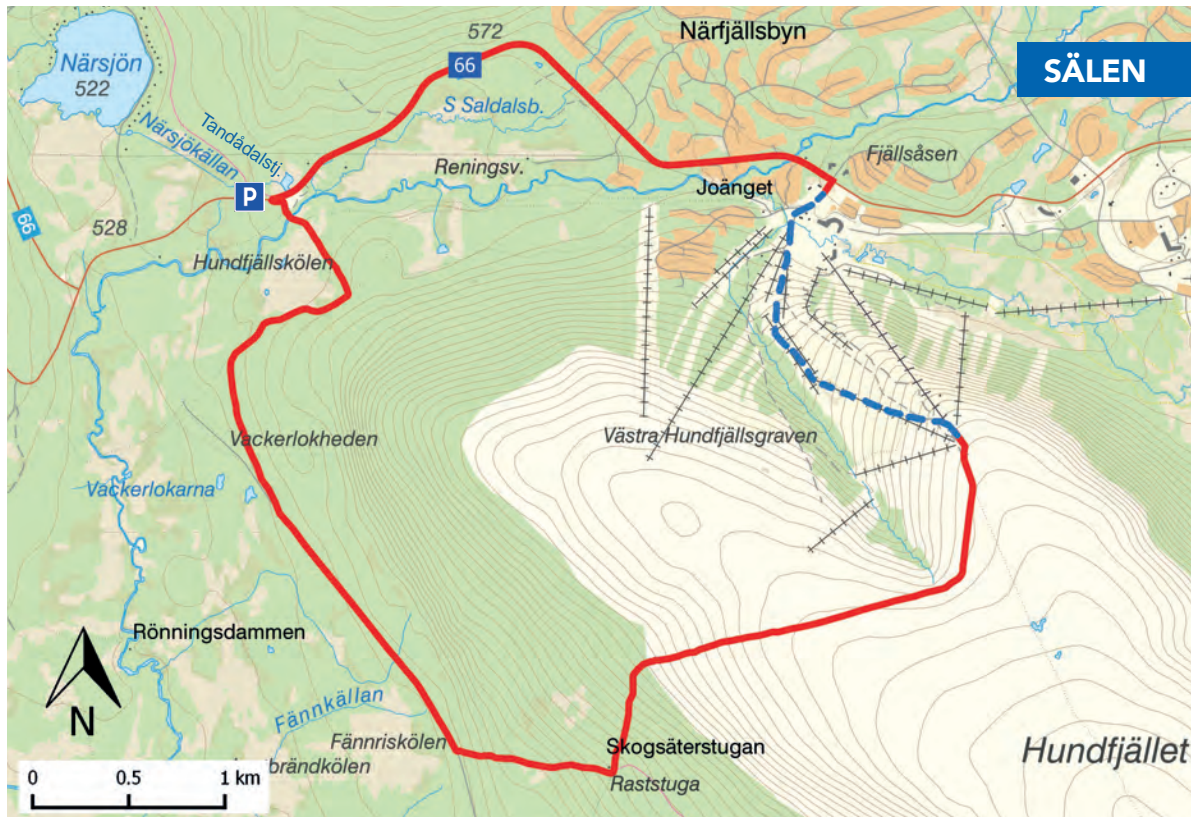 572
Närfjällsbyn
SÄLEN
Närsjön
522
66
S Saldalsb.
Tandådalstj.
Närsjökällan
Reningsv.
Fjällsåsen
Joänget
P
66
528
Hundfjällskölen
Vackerlokheden
Västra Hundfjällsgraven
Vackerlokarna
Rönningsdammen
N
Fännkällan
Fännriskölen
Skogsäterstugan
Hundfjället
brändkölen
Raststuga
0 0.5 1 km